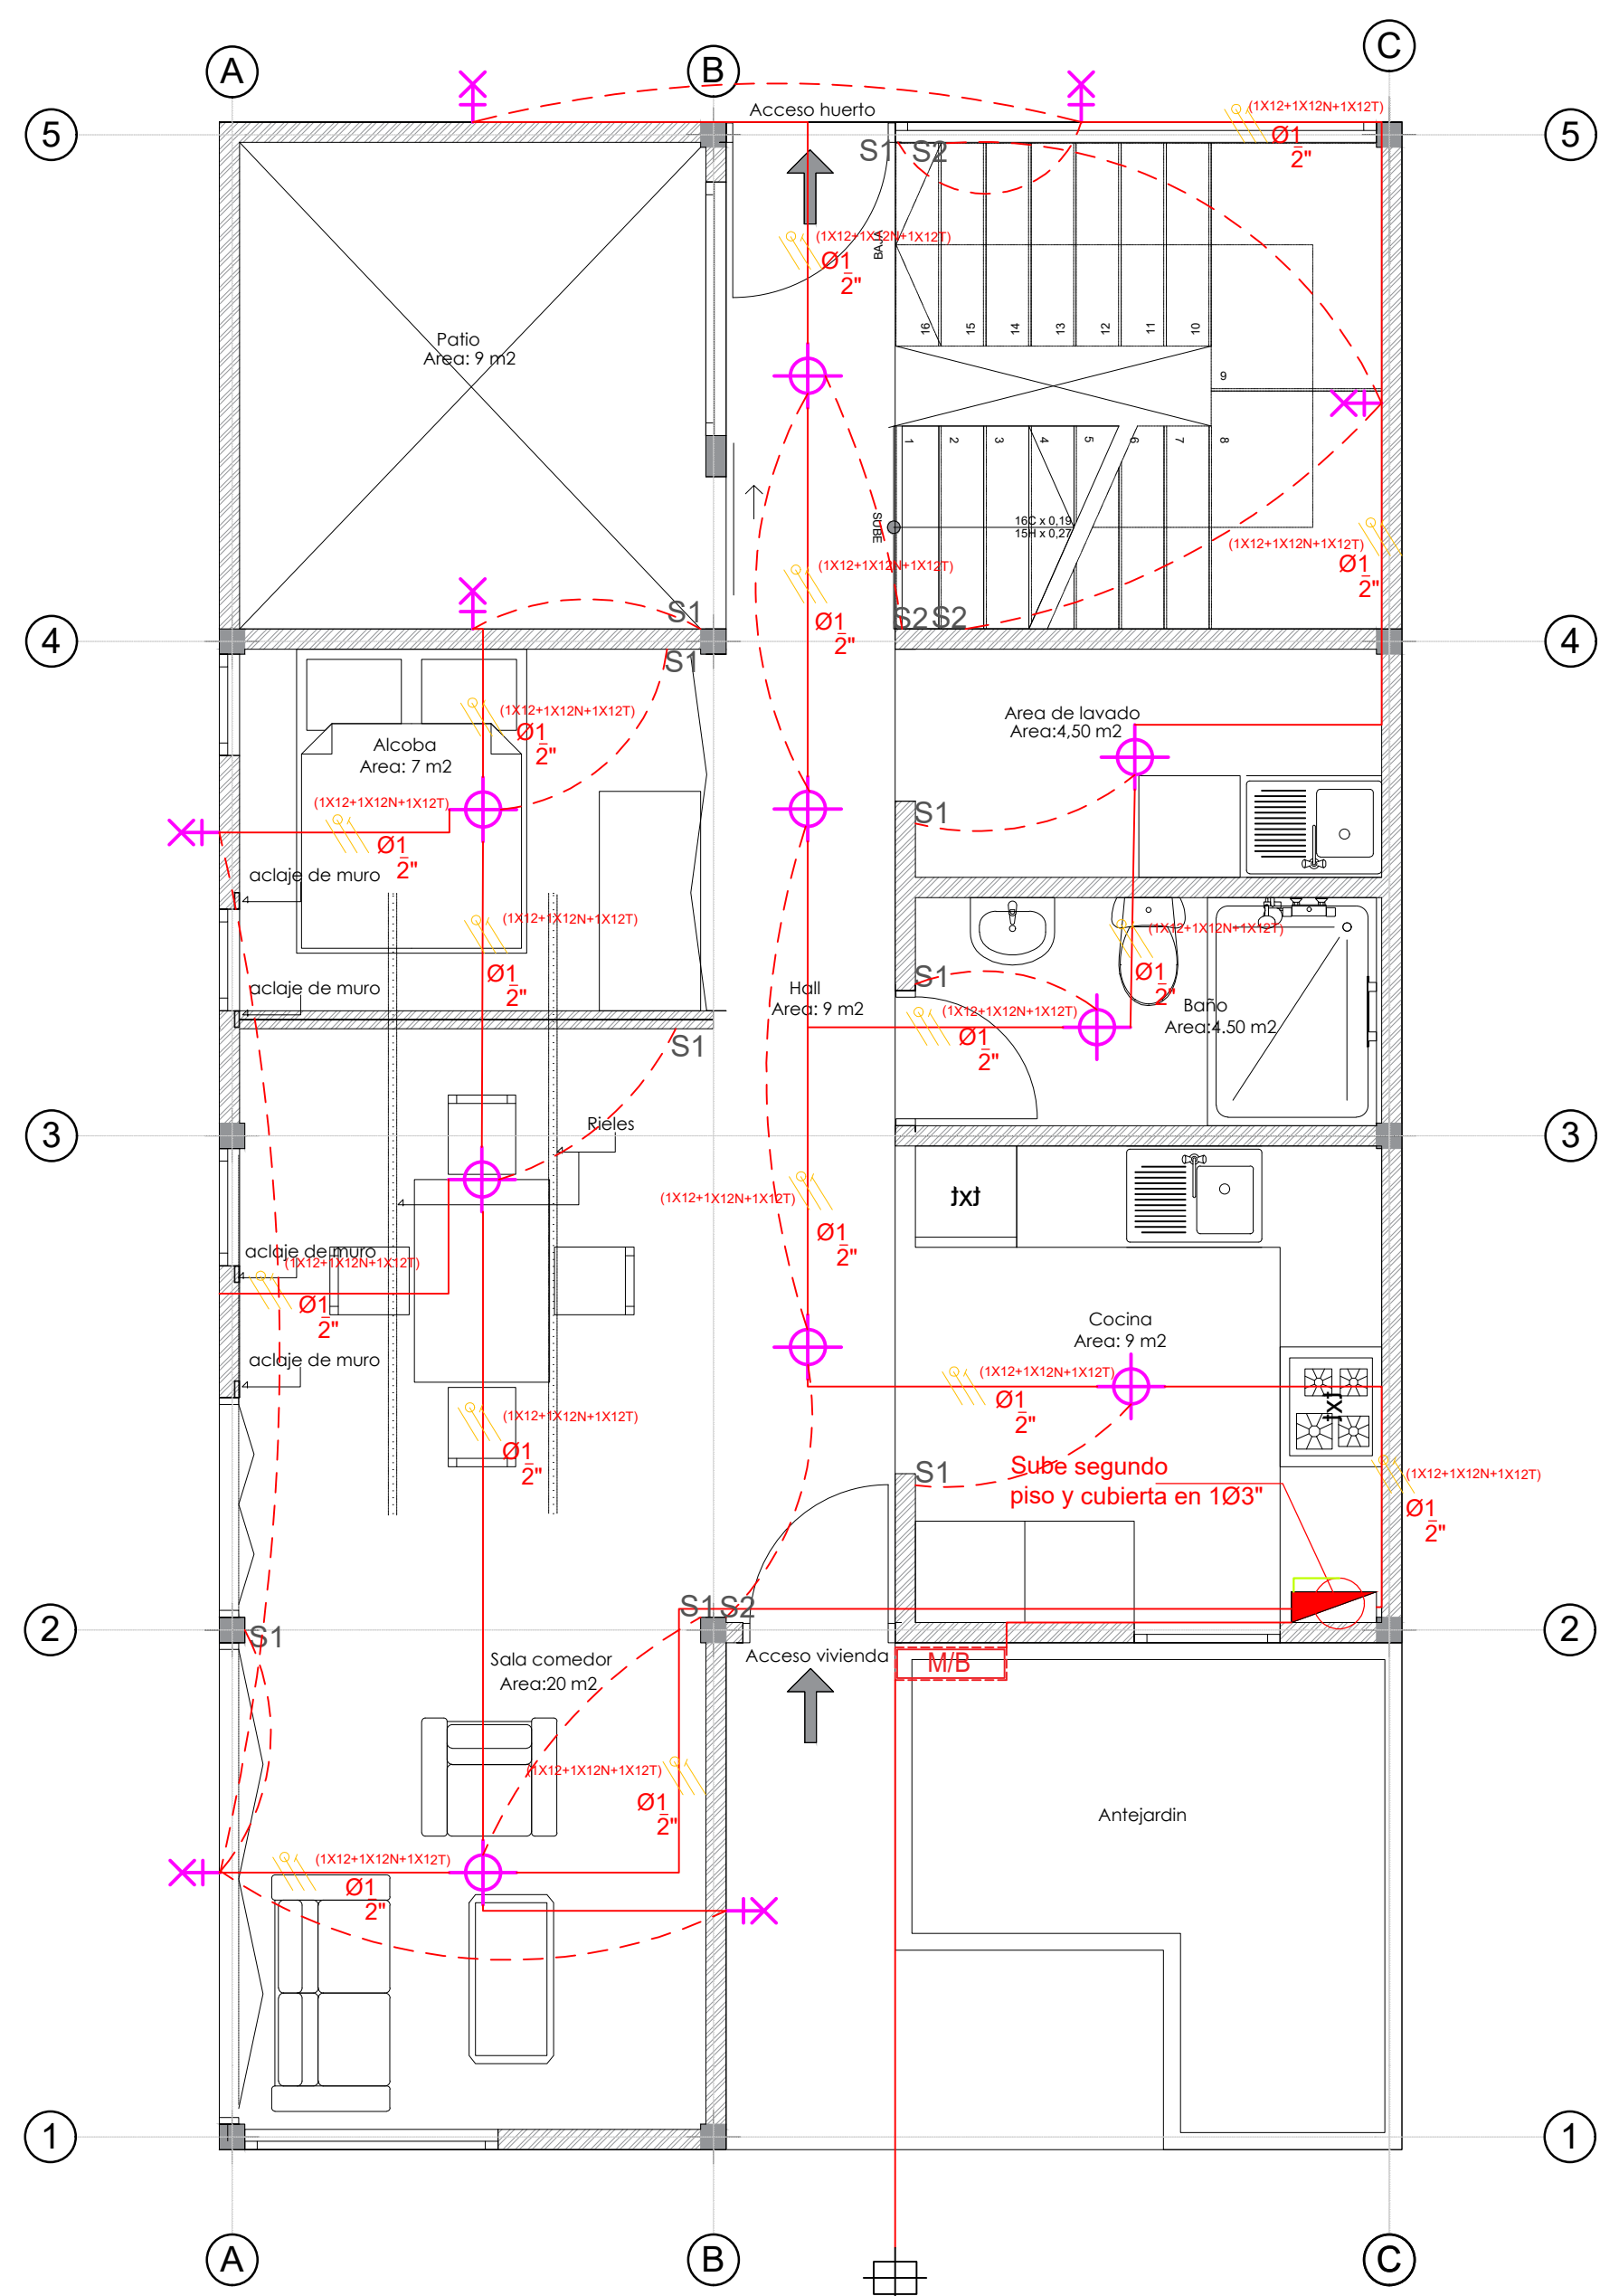 A
B
C
5
Acceso huerto
(1X12+1X12N+1X12T)
Ø1
2"
5
S1
S2
(1X12+1X12N+1X12T)
Ø1
2"
BAJA
16
15
14
13
12
11
10
9
Patio
Area: 9 m2
1
2
3
4
5
6
7
8
SUBE
16C x 0,19
15H x 0,27
(1X12+1X12N+1X12T)
Ø1
2"
(1X12+1X12N+1X12T)
Ø1
2"
S1
S2
S2
4
4
S1
(1X12+1X12N+1X12T)
Ø1
2"
Alcoba
Area: 7 m2
Area de lavado
Area:4,50 m2
(1X12+1X12N+1X12T)
Ø1
2"
S1
aclaje de muro
(1X12+1X12N+1X12T)
Ø1
2"
(1X12+1X12N+1X12T)
Ø1
2"
S1
aclaje de muro
Hall
Area: 9 m2
(1X12+1X12N+1X12T)
Ø1
2"
Baño
Area:4.50 m2
S1
3
Rieles
3
(1X12+1X12N+1X12T)
Ø1
2"
txt
aclaje de muro
(1X12+1X12N+1X12T)
Ø1
2"
Cocina
Area: 9 m2
aclaje de muro
(1X12+1X12N+1X12T)
Ø1
2"
txt
(1X12+1X12N+1X12T)
Ø1
2"
S1
Sube segundo
piso y cubierta en 1Ø3"
(1X12+1X12N+1X12T)
Ø1
2"
S1
S2
2
S1
2
Sala comedor
Area:20 m2
Acceso vivienda
M/B
(1X12+1X12N+1X12T)
Ø1
2"
Antejardin
(1X12+1X12N+1X12T)
Ø1
2"
1
1
A
B
C